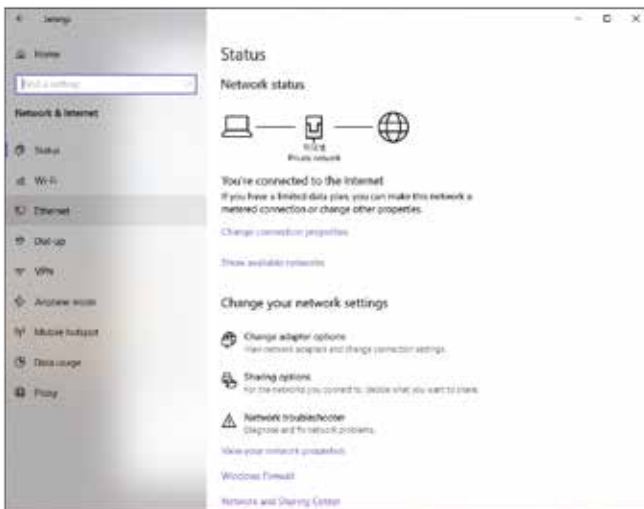 Settings
Home
Find a setting
Network & Internet
Status
Wi-Fi
Ethernet
Dial-up
VPN
Airplane mode
Mobile hotspot
Data usage
Proxy
Status
Network status
Private network
You're connected to the Internet
If you have a limited data plan, you can make this network a
metered connection or change other properties.
Change connection properties
Show available networks
Change your network settings
Change adapter options
View network adapters and change connection settings.
Sharing options
For the networks you connect to, decide what you want to share.
Network troubleshooter
Diagnose and fix network problems.
View your network properties
Windows Firewall
Network and Sharing Center